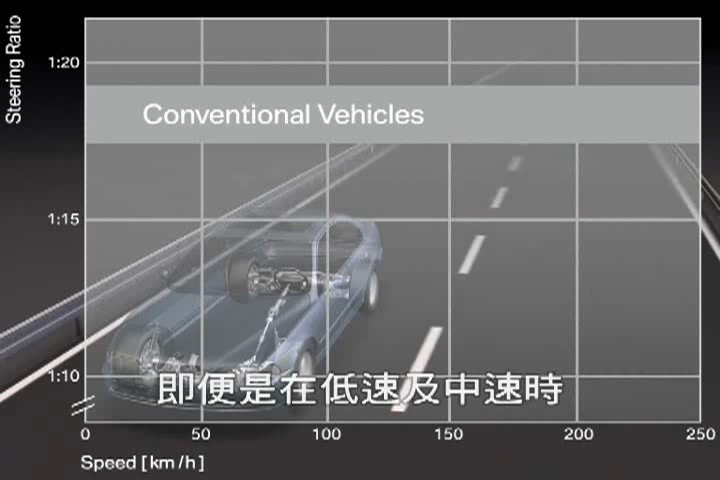 Steering Ratio
1:20
Conventional Vehicles
1:15
1:10
即便是在低速及中速時
0 50 100 150 200 250
Speed [km/h]